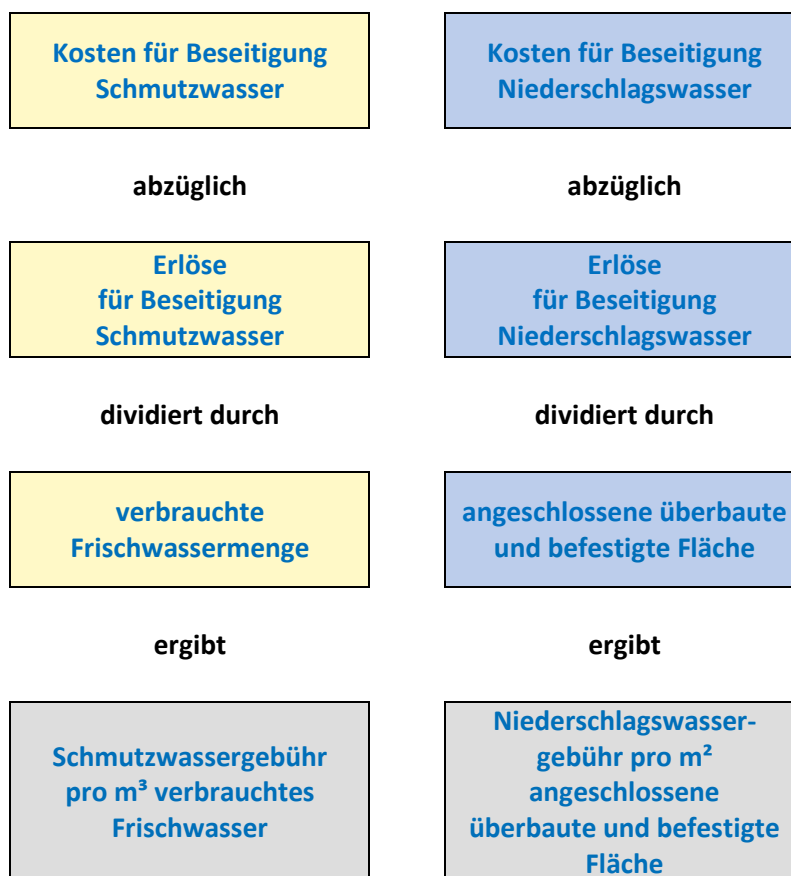 Kosten für Beseitigung
Schmutzwasser
abzüglich
Erlöse
für Beseitigung
Schmutzwasser
dividiert durch
verbrauchte
Frischwassermenge
ergibt
Schmutzwassergebühr
pro m³ verbrauchtes
Frischwasser
Kosten für Beseitigung
Niederschlagswasser
abzüglich
Erlöse
für Beseitigung
Niederschlagswasser
dividiert durch
angeschlossene überbaute
und befestigte Fläche
ergibt
Niederschlagswasser-
gebühr pro m²
angeschlossene
überbaute und befestigte
Fläche